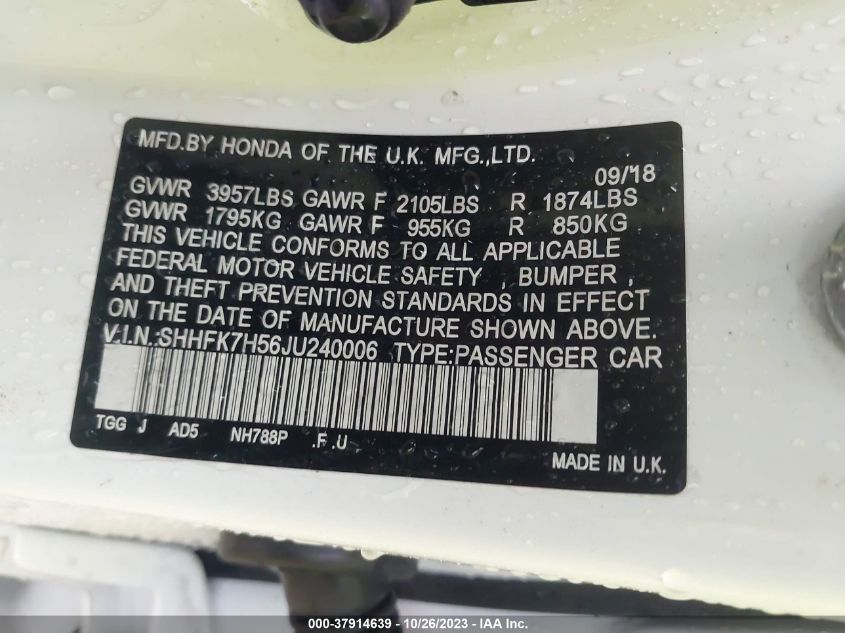 MFD.BY HONDA OF THE U.K. MFG.,LTD.
09/18
GVWR 3957LBS GAWR F 2105LBS R 1874LBS
GVWR 1795KG GAWR F 955KG R 850KG
THIS VEHICLE CONFORMS TO ALL APPLICABLE
FEDERAL MOTOR VEHICLE SAFETY , BUMPER ,
AND THEFT PREVENTION STANDARDS IN EFFECT
ON THE DATE OF MANUFACTURE SHOWN ABOVE.
V.I.N.:SHHFK7H56JU240006 TYPE:PASSENGER CAR
TGG J AD5 NH788P .F .U
MADE IN U.K.
000-37914639 - 10/26/2023 - IAA Inc.